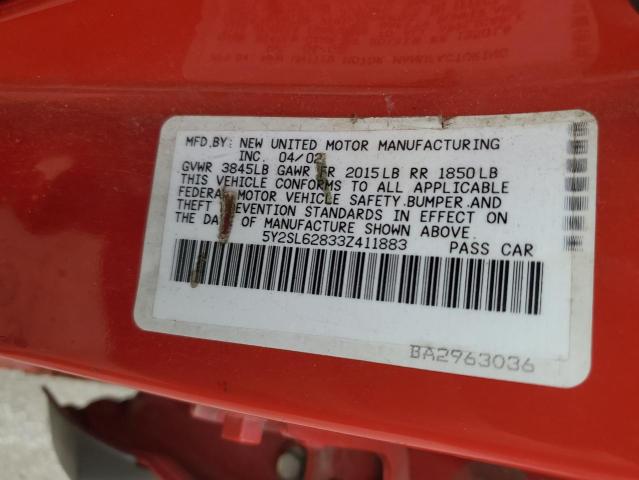 MFD.BY: NEW UNITED MOTOR MANUFACTURING
INC. 04/02
GVWR 3845LB GAWR FR 2015LB RR 1850LB
THIS VEHICLE CONFORMS TO ALL APPLICABLE
FEDERAL MOTOR VEHICLE SAFETY,BUMPER,AND
THEFT PREVENTION STANDARDS IN EFFECT ON
THE DATE OF MANUFACTURE SHOWN ABOVE.
5Y2SL62833Z411883 PASS CAR
BA2963036